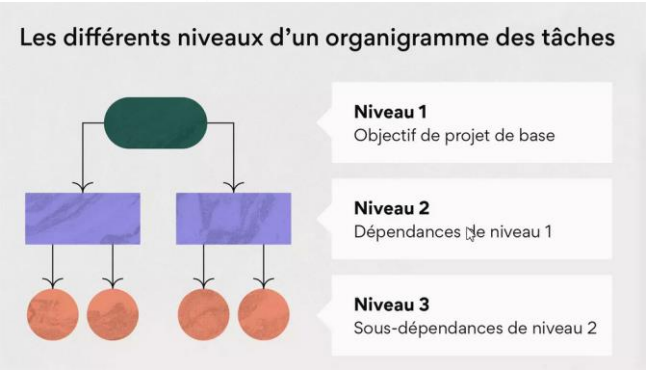 Les différents niveaux d'un organigramme des tâches
Niveau 1
Objectif de projet de base
Niveau 2
Dépendances de niveau 1
Niveau 3
Sous-dépendances de niveau 2